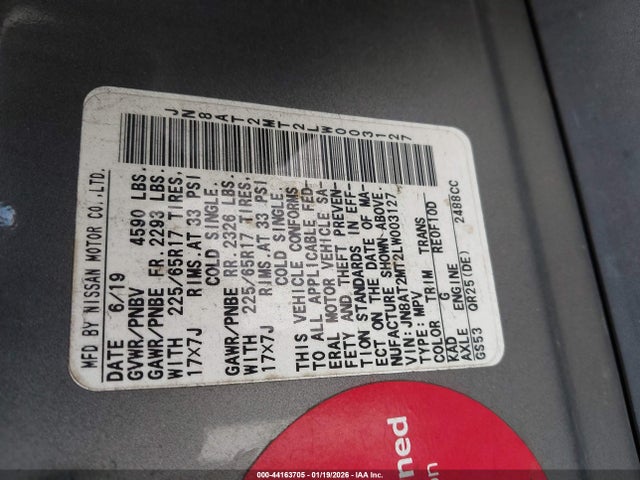 JN8AT2MT2LW003127
MFD BY NISSAN MOTOR CO.,LTD.
DATE 6/19
GVWR/PNBV 4590 LBS.
GAWR/PNBE FR. 2293 LBS.
WITH 225/65R17 TIRES,
17X7J RIMS.AT 33 PSI
COLD SINGLE.
GAWR/PNBE RR. 2326 LBS.
WITH 225/65R17 TIRES,
17X7J RIMS.AT 33 PSI
COLD SINGLE.
THIS VEHICLE CONFORMS
TO ALL APPLICABLE FED-
ERAL MOTOR VEHICLE SA-
FETY AND THEFT PREVEN-
TION STANDARDS IN EFF-
ECT ON THE DATE OF MA-
NUFACTURE SHOWN ABOVE.
VIN:JN8AT2MT2LW003127
TYPE: MPV
COLOR TRIM TRANS
KAD G RE0F10D
AXLE ENGINE
GS53 QR25(DE) 2488CC
ned
on
000-44163705 - 01/19/2026 - IAA Inc.